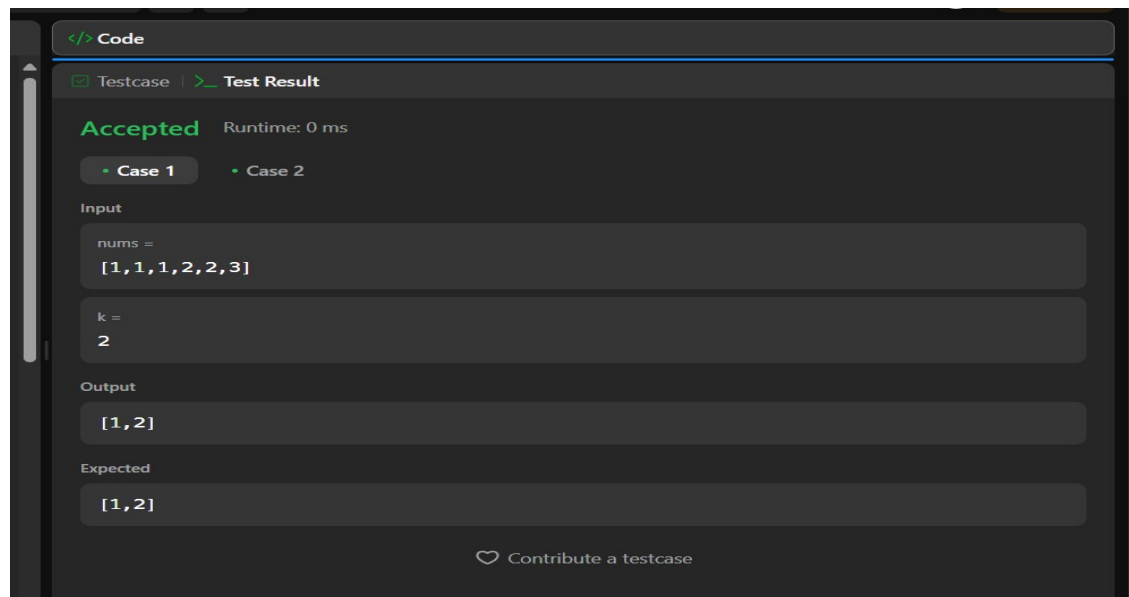 </> Code
Testcase | >_ Test Result
Accepted Runtime: 0 ms
• Case 1 • Case 2
Input
nums =
[1,1,1,2,2,3]
k =
2
Output
[1,2]
Expected
[1,2]
Contribute a testcase